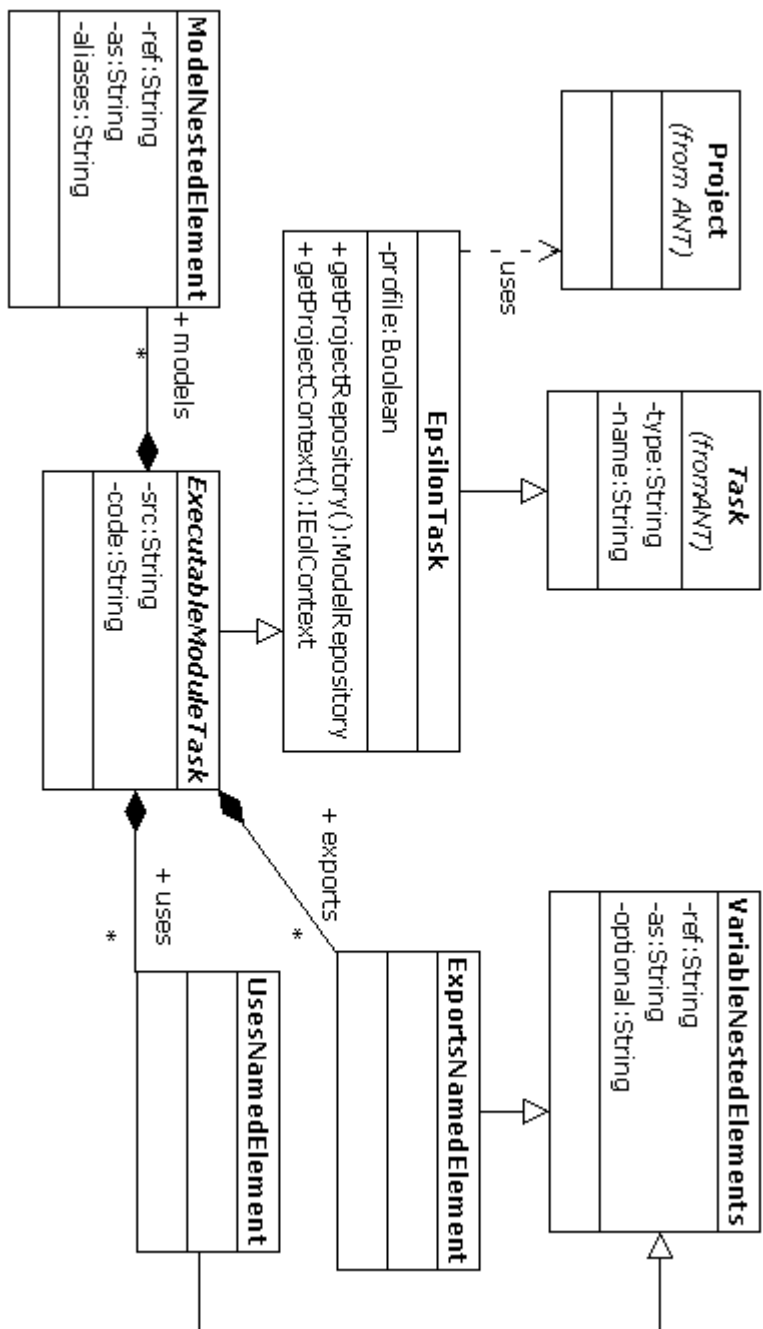 Project
(from ANT)
Task
(fromANT)
-type:String
-name:String
VariableNestedElements
-ref:String
-as:String
-optional:String
uses
EpsilonTask
-profile:Boolean
+getProjectRepository():ModelRepository
+getProjectContext():IEolContext
ExportsNamedElement
+ exports
*
ModelNestedElement
-ref:String
-as:String
-aliases:String
+ models
*
ExecutableModuleTask
-src:String
-code:String
+ uses
*
UsesNamedElement